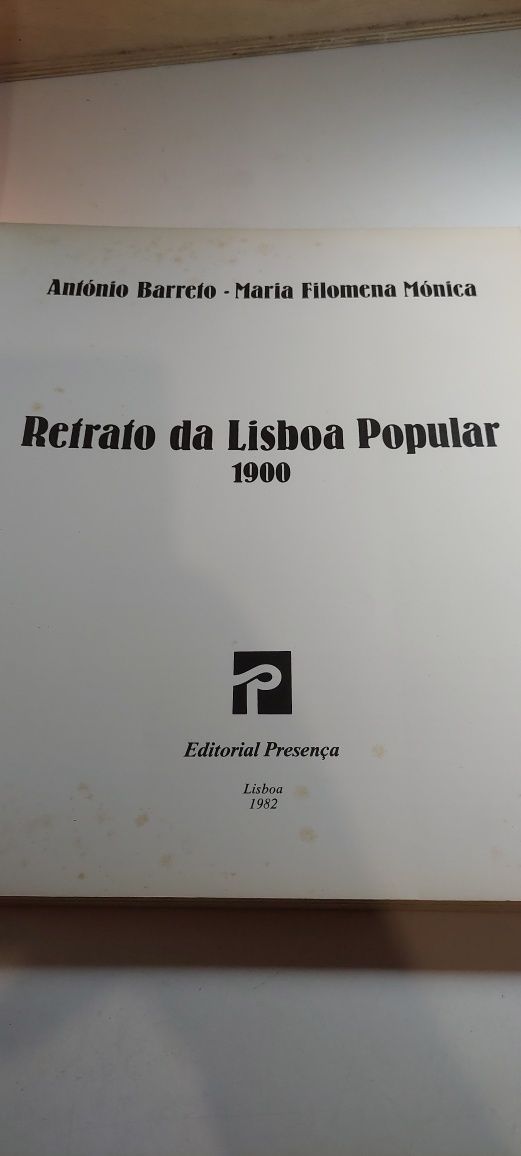 António Barreto - Maria Filomena Mónica
Retrato da Lisboa Popular
1900
Editorial Presença
Lisboa
1982